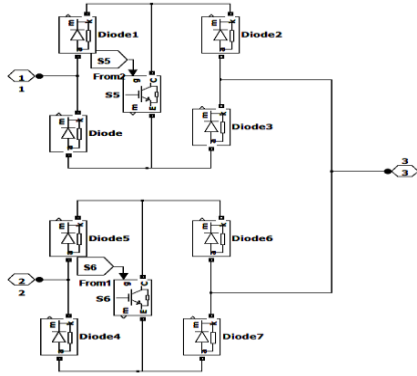 m k
a
Diode1
m k
a
Diode2
S5
From2
g C
m E
S5
1
1
m k
a
Diode
m k
a
Diode3
3
3
m k
a
Diode5
m k
a
Diode6
S6
From1
g C
m E
S6
2
2
m k
a
Diode4
m k
a
Diode7